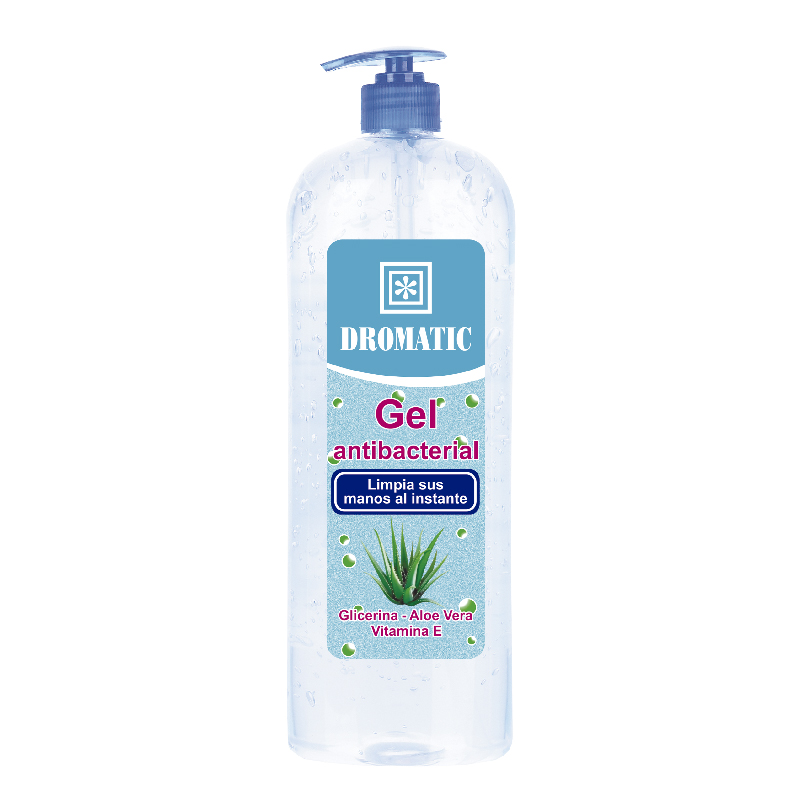 DROMATIC
Gel
antibacterial
Limpia sus
manos al instante
Glicerina - Aloe Vera
Vitamina E